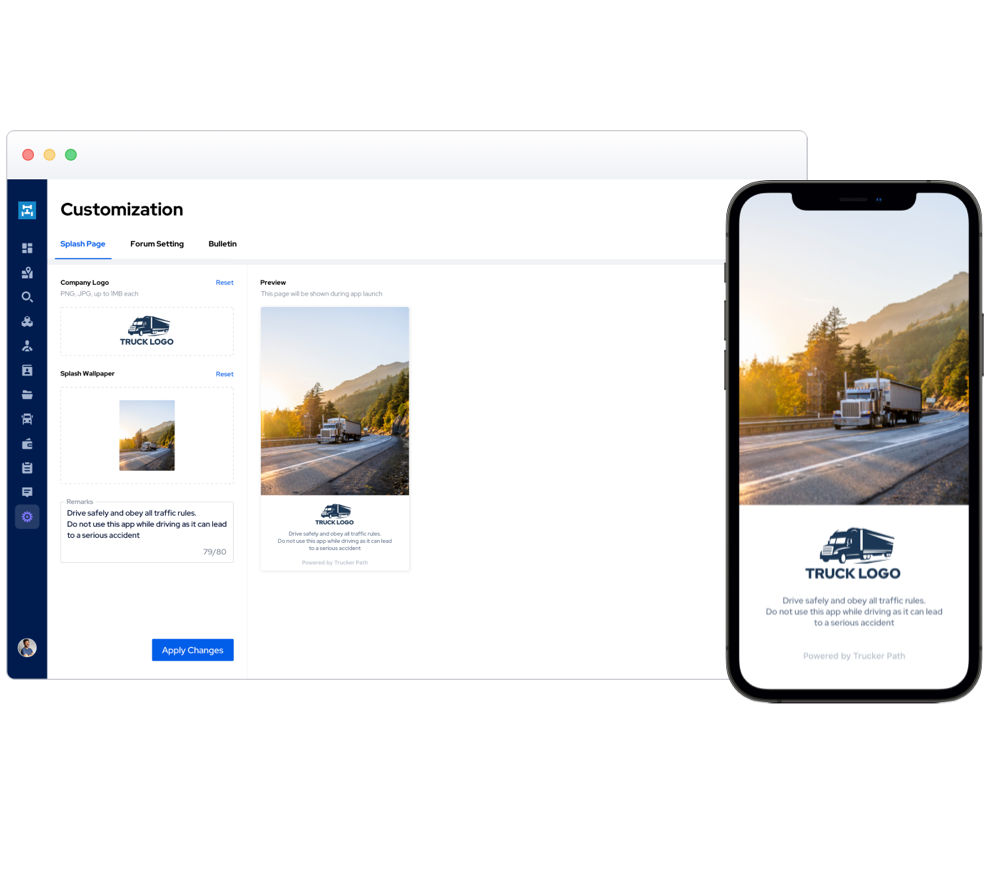 Customization
Splash Page
Forum Setting
Bulletin
Company Logo
Reset
PNG, JPG, up to 1MB each
TRUCK LOGO
Splash Wallpaper
Reset
Remarks
Drive safely and obey all traffic rules.
Do not use this app while driving as it can lead
to a serious accident
79/80
Apply Changes
Preview
This page will be shown during app launch
TRUCK LOGO
Drive safely and obey all traffic rules.
Do not use this app while driving as it can lead
to a serious accident
Powered by Trucker Path
TRUCK LOGO
Drive safely and obey all traffic rules.
Do not use this app while driving as it can lead
to a serious accident
Powered by Trucker Path